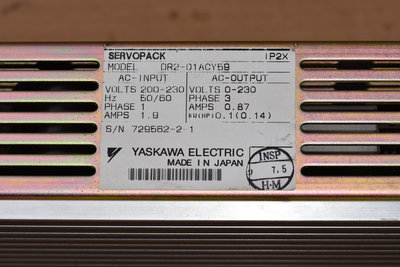 SERVOPACK IP2X
MODEL DR2-01ACY59
AC-INPUT AC-OUTPUT
VOLTS 200-230 VOLTS 0-230
Hz 50/60 PHASE 3
PHASE 1 AMPS 0.87
AMPS 1.9 kW(HP) 0.1(0.14)
S/N 729562-2-1
YASKAWA ELECTRIC
MADE IN JAPAN
INSP
9 7.5
H-M